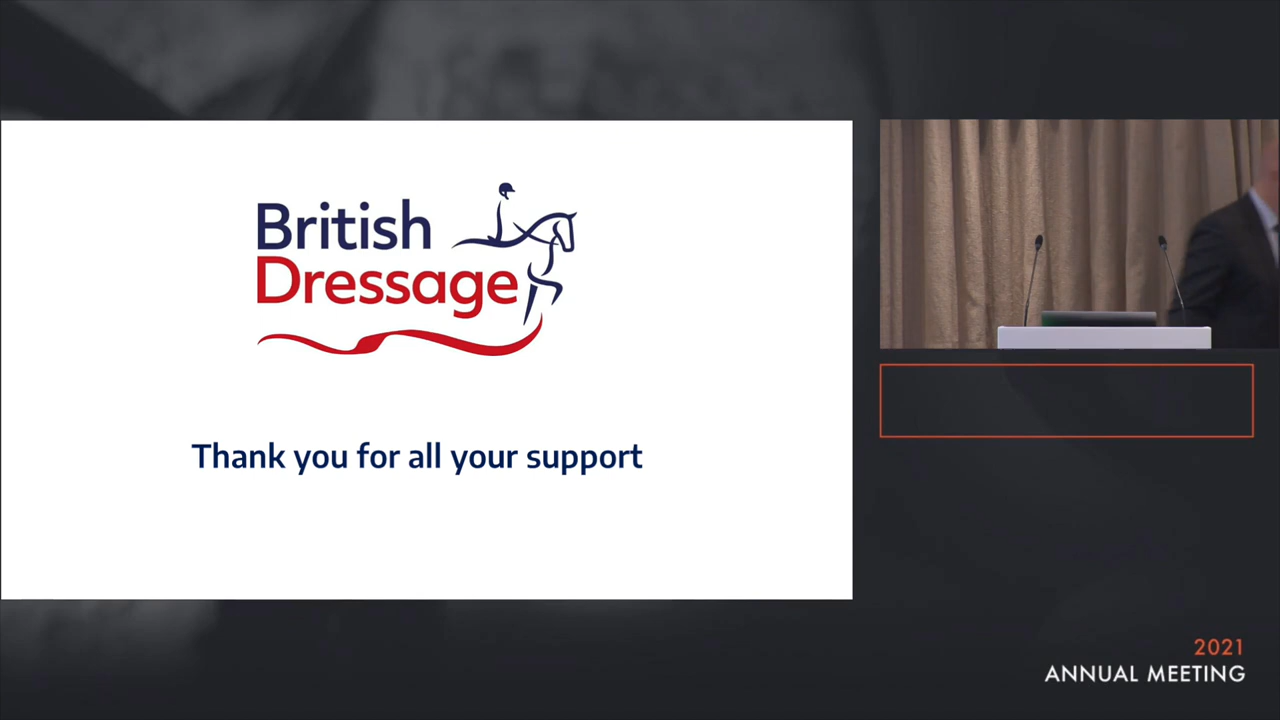 British
Dressage
Thank you for all your support
2021
ANNUAL MEETING